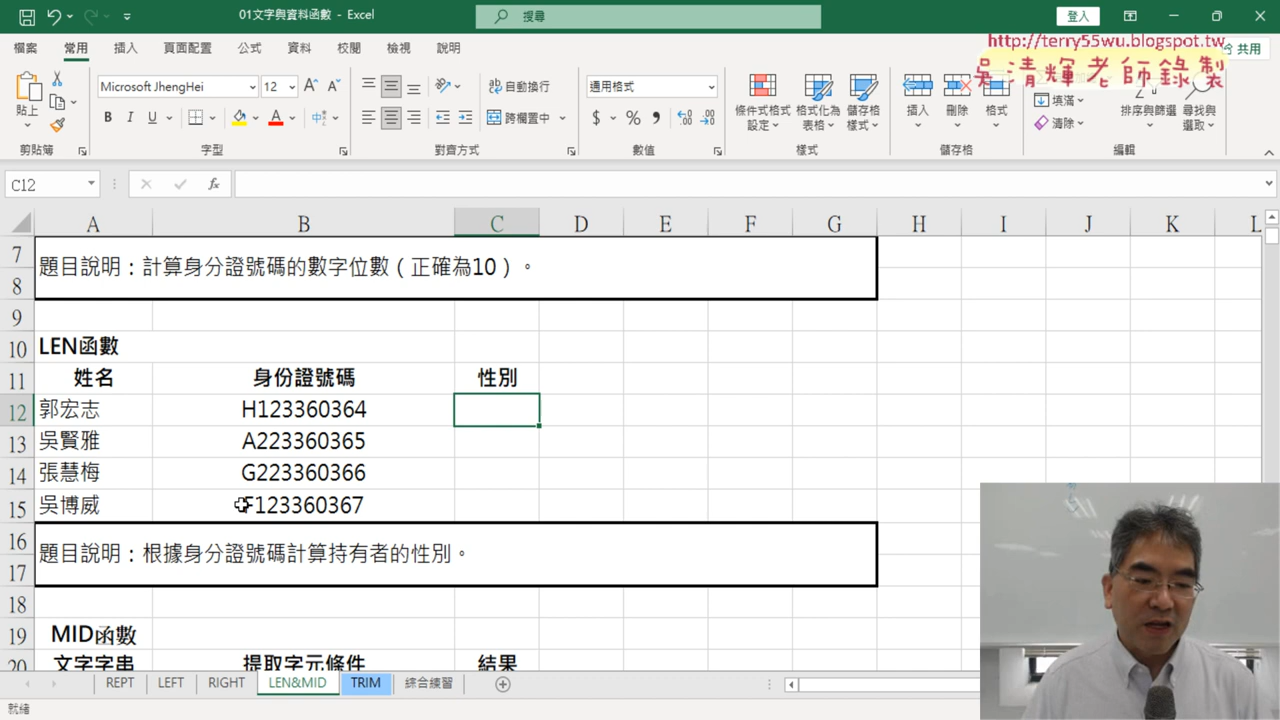 01文字與資料函數 - Excel
搜尋
登入
http://terry55wu.blogspot.tw
吳清輝老師錄製
檔案 常用 插入 頁面配置 公式 資料 校閱 檢視 說明 共用
貼上
Microsoft JhengHei 12
自動換行
通用格式
B I U
跨欄置中
$ % ,
條件式格式設定 格式化為表格 儲存格樣式
插入 刪除 格式
填滿
清除
排序與篩選 尋找與選取
剪貼簿 字型 對齊方式 數值 樣式 儲存格 編輯
C12 fx
A B C D E F G H I J K L
7 題目說明：計算身分證號碼的數字位數（正確為10）。
8
9
10 LEN函數
11 姓名 身份證號碼 性別
12 郭宏志 H123360364
13 吳賢雅 A223360365
14 張慧梅 G223360366
15 吳博威 F123360367
16 題目說明：根據身分證號碼計算持有者的性別。
17
18
19 MID函數
20 文字字串 提取字元條件 結果
REPT LEFT RIGHT LEN&MID TRIM 綜合練習
就緒